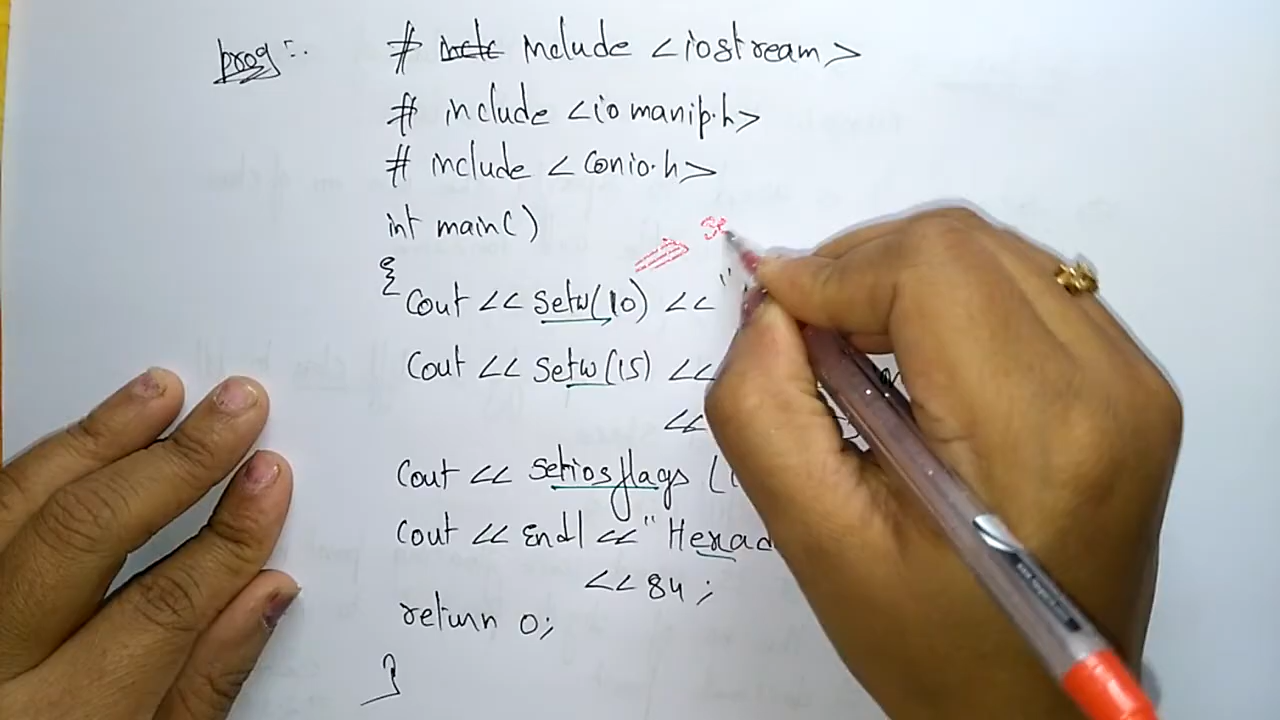 prog:-. # include <iostream>
# include <iomanip.h>
# include <conio.h>
int main()
{ Cout << setw(10) << "
Cout << setw(15) <<
<<
Cout << setiosflags (
Cout << Endl << "Hexad
<< 84;
return 0;
}